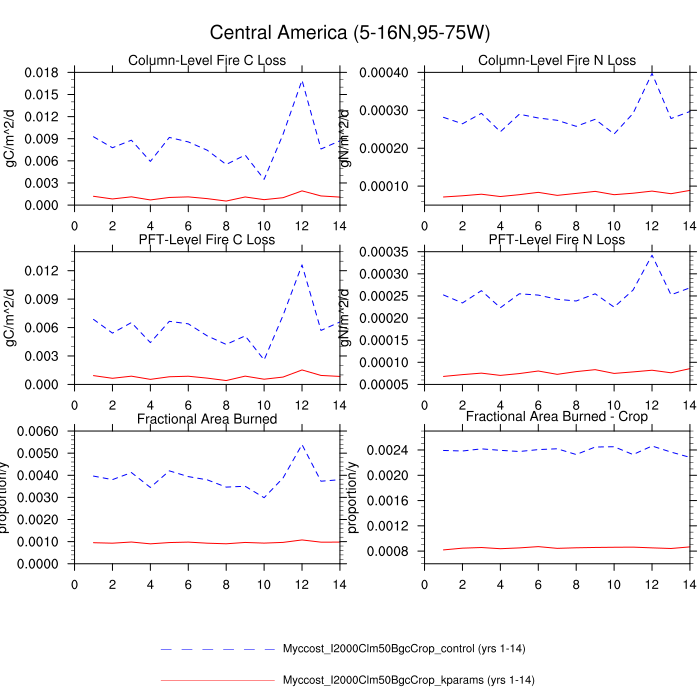 Central America (5-16N,95-75W)
Column-Level Fire C Loss
gC/m^2/d
0.018
0.015
0.012
0.009
0.006
0.003
0.000
0 2 4 6 8 10 12 14
Column-Level Fire N Loss
gN/m^2/d
0.00040
0.00030
0.00020
0.00010
0 2 4 6 8 10 12 14
PFT-Level Fire C Loss
gC/m^2/d
0.012
0.009
0.006
0.003
0.000
0 2 4 6 8 10 12 14
PFT-Level Fire N Loss
gN/m^2/d
0.00035
0.00030
0.00025
0.00020
0.00015
0.00010
0.00005
0 2 4 6 8 10 12 14
Fractional Area Burned
proportion/y
0.0060
0.0050
0.0040
0.0030
0.0020
0.0010
0.0000
0 2 4 6 8 10 12 14
Fractional Area Burned - Crop
proportion/y
0.0024
0.0020
0.0016
0.0012
0.0008
0 2 4 6 8 10 12 14
Myccost_I2000Clm50BgcCrop_control (yrs 1-14)
Myccost_I2000Clm50BgcCrop_kparams (yrs 1-14)